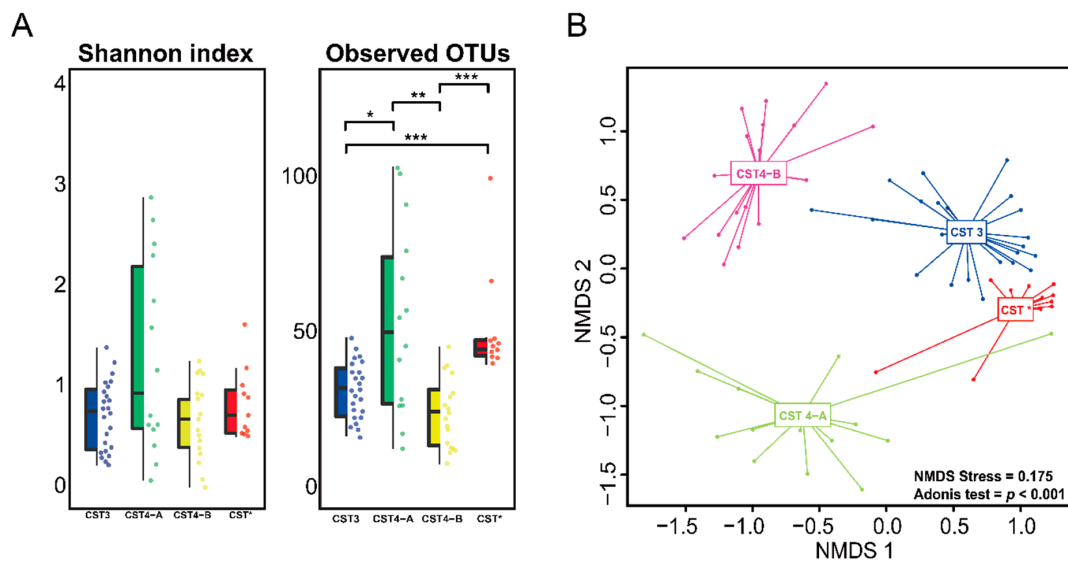 A
Shannon index
4
3
2
1
0
CST3 CST4-A CST4-B CST*
Observed OTUs
***
**
*
***
100
50
0
CST3 CST4-A CST4-B CST*
B
NMDS 2
1.0
0.5
0.0
−0.5
−1.0
−1.5
CST4-B
CST 3
CST *
CST 4-A
NMDS Stress = 0.175
Adonis test = p < 0.001
−1.5 −1.0 −0.5 0.0 0.5 1.0
NMDS 1